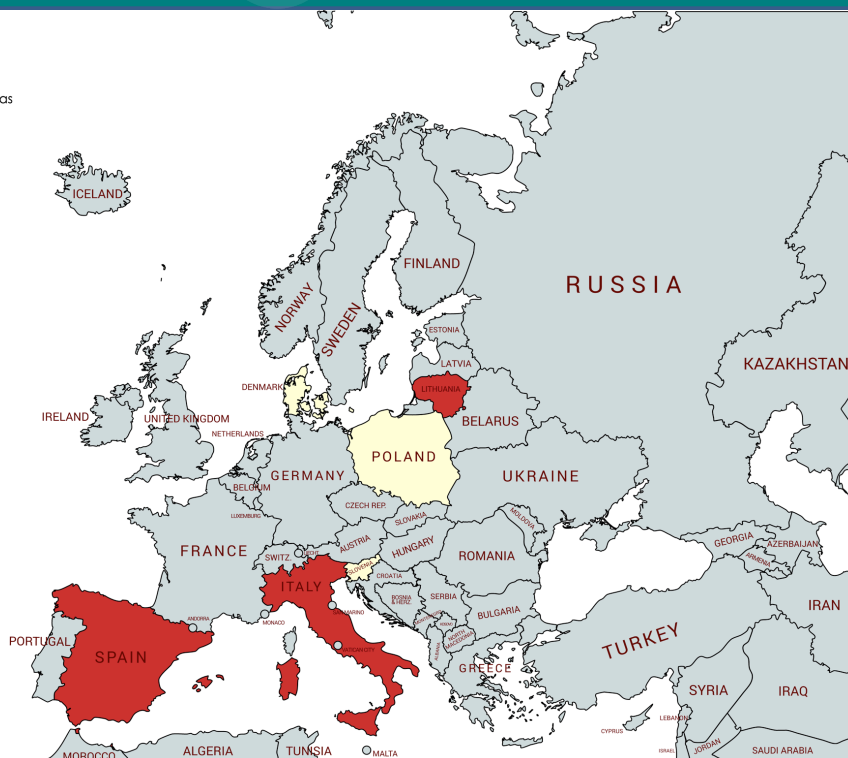 as
ICELAND
FINLAND
RUSSIA
NORWAY
SWEDEN
ESTONIA
LATVIA
KAZAKHSTAN
DENMARK
LITHUANIA
IRELAND
UNITED KINGDOM
BELARUS
NETHERLANDS
POLAND
GERMANY
UKRAINE
BELGIUM
CZECH REP.
LUXEMBURG
SLOVAKIA
MOLDOVA
FRANCE
SWITZ.
AUSTRIA
HUNGARY
ROMANIA
GEORGIA
AZERBAIJAN
ARMENIA
SLOVENIA
CROATIA
ITALY
BOSNIA
& HERZ.
SERBIA
IRAN
ANDORRA
MONACO
SAN MARINO
BULGARIA
PORTUGAL
SPAIN
VATICAN CITY
NORTH
MACEDONIA
ALBANIA
GREECE
TURKEY
SYRIA
IRAQ
LEBANON
CYPRUS
MOROCCO
ALGERIA
TUNISIA
MALTA
ISRAEL
JORDAN
SAUDI ARABIA